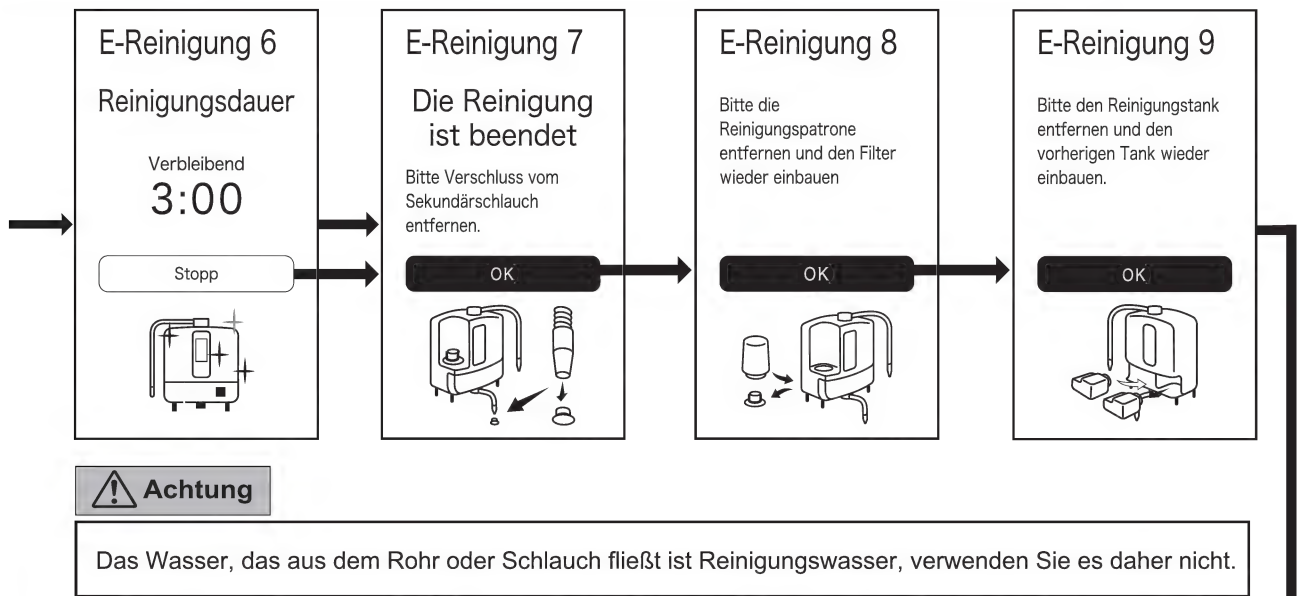 E-Reinigung 6
Reinigungsdauer
Verbleibend
3:00
Stopp
E-Reinigung 7
Die Reinigung
ist beendet
Bitte Verschluss vom
Sekundärschlauch
entfernen.
OK
E-Reinigung 8
Bitte die
Reinigungspatrone
entfernen und den Filter
wieder einbauen
OK
E-Reinigung 9
Bitte den Reinigungstank
entfernen und den
vorherigen Tank wieder
einbauen.
OK
Achtung
Das Wasser, das aus dem Rohr oder Schlauch fließt ist Reinigungswasser, verwenden Sie es daher nicht.